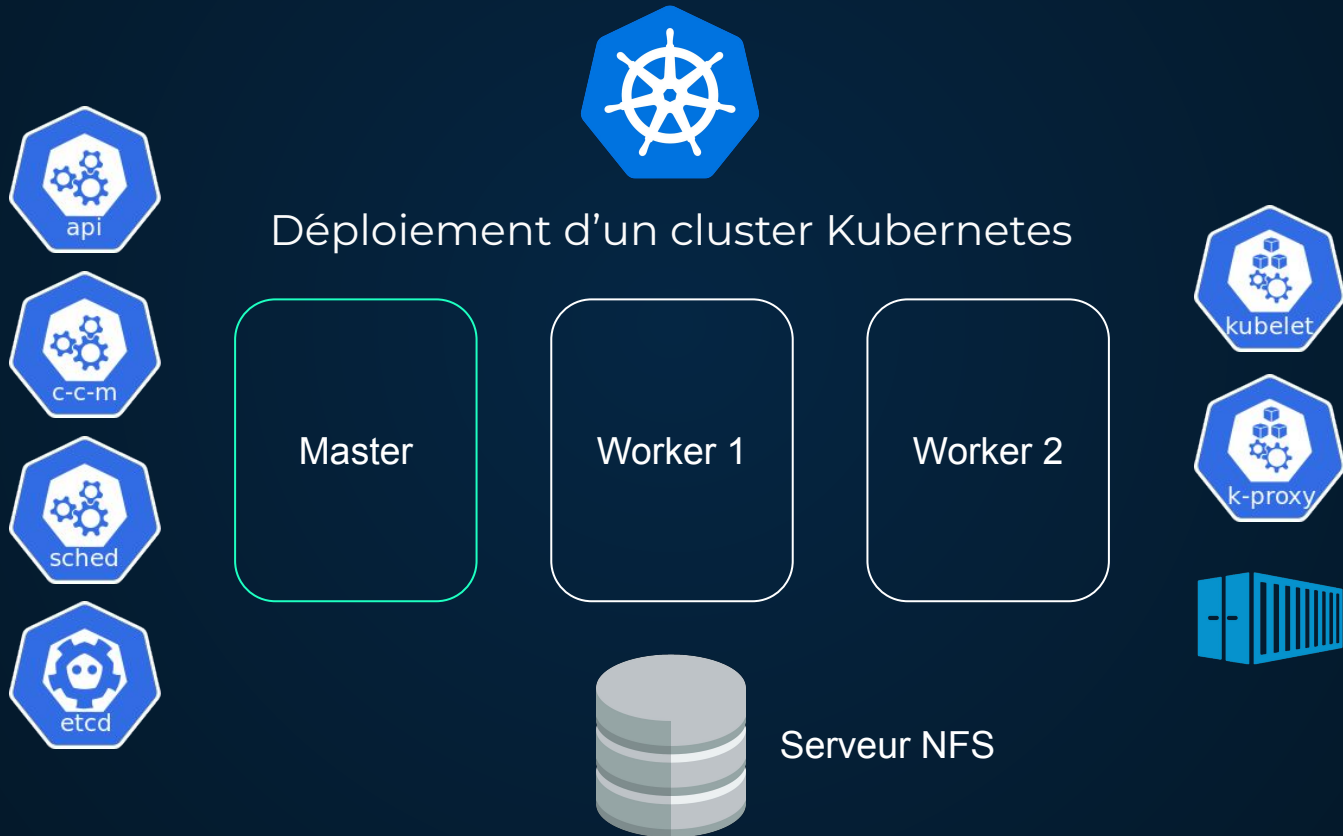 api
c-c-m
sched
etcd
Déploiement d’un cluster Kubernetes
Master
Worker 1
Worker 2
Serveur NFS
kubelet
k-proxy